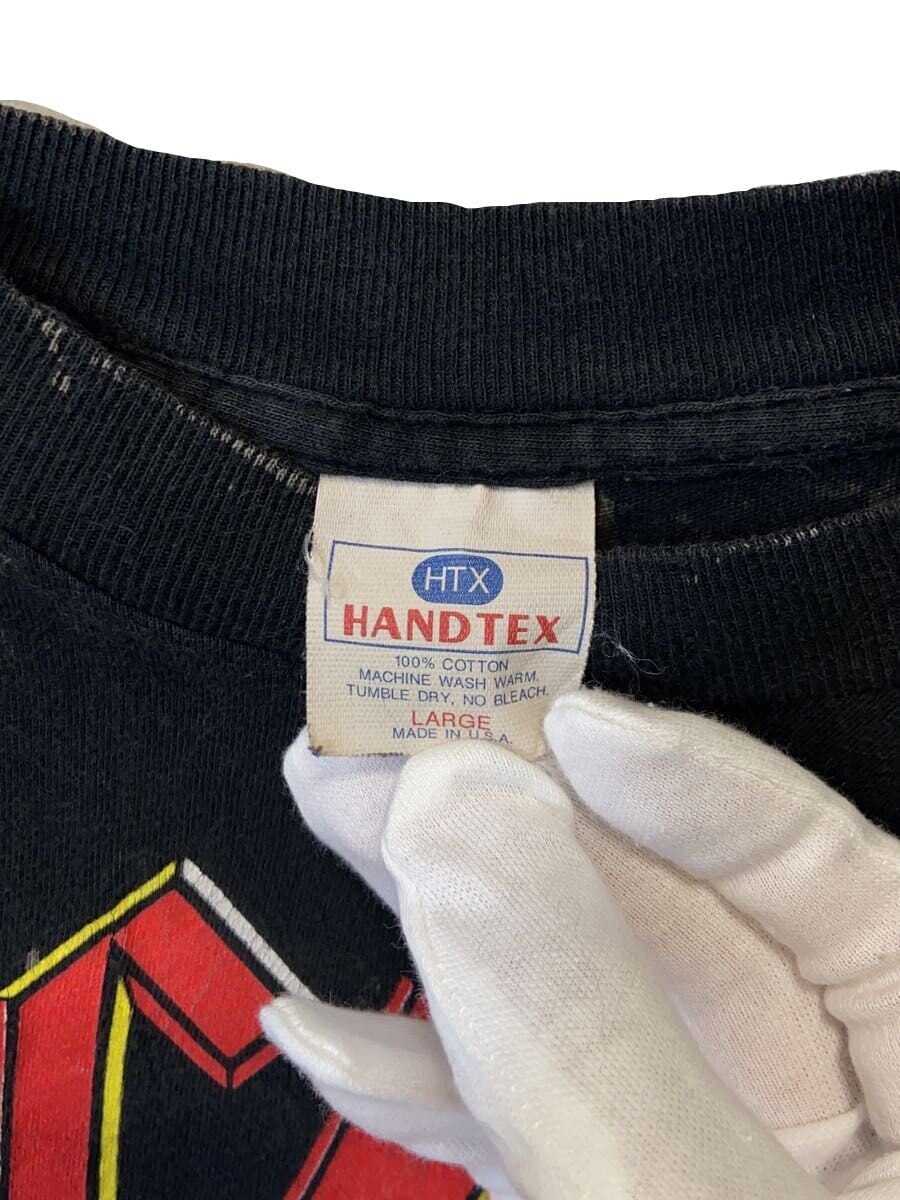 HTX
HANDTEX
100% COTTON
MACHINE WASH WARM.
TUMBLE DRY, NO BLEACH.
LARGE
MADE IN U.S.A.